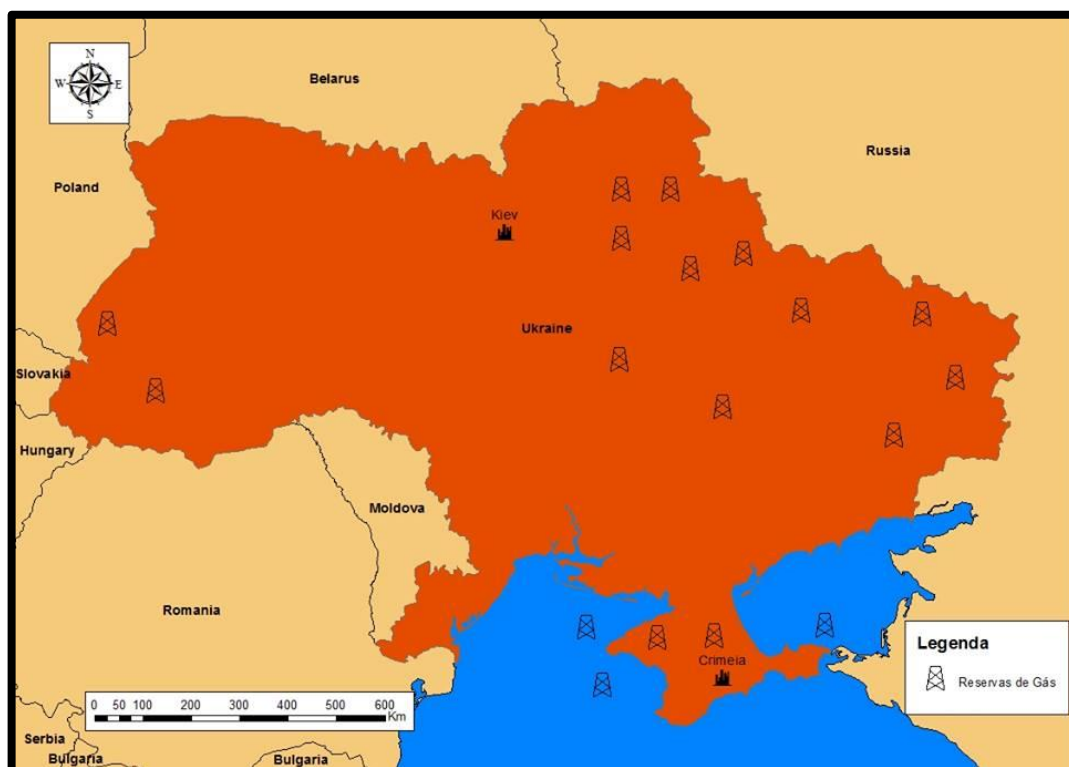 N
W E
S
Belarus
Russia
Poland
Kiev
Ukraine
Slovakia
Hungary
Moldova
Romania
Crimeia
Legenda
Reservas de Gás
0 50 100 200 300 400 500 600
Km
Serbia
Bulgaria
Bulgaria